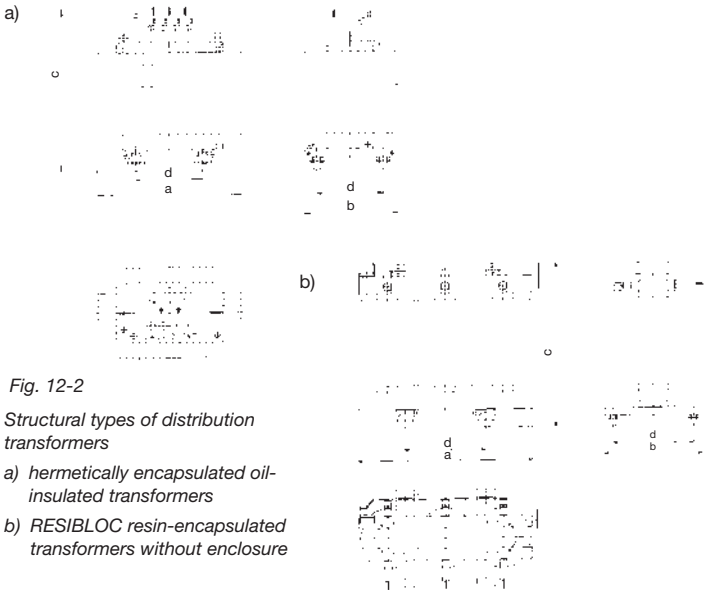 a)
c
d
a
d
b
b)
c
d
a
d
b
Fig. 12-2
Structural types of distribution
transformers
a) hermetically encapsulated oil-
insulated transformers
b) RESIBLOC resin-encapsulated
transformers without enclosure